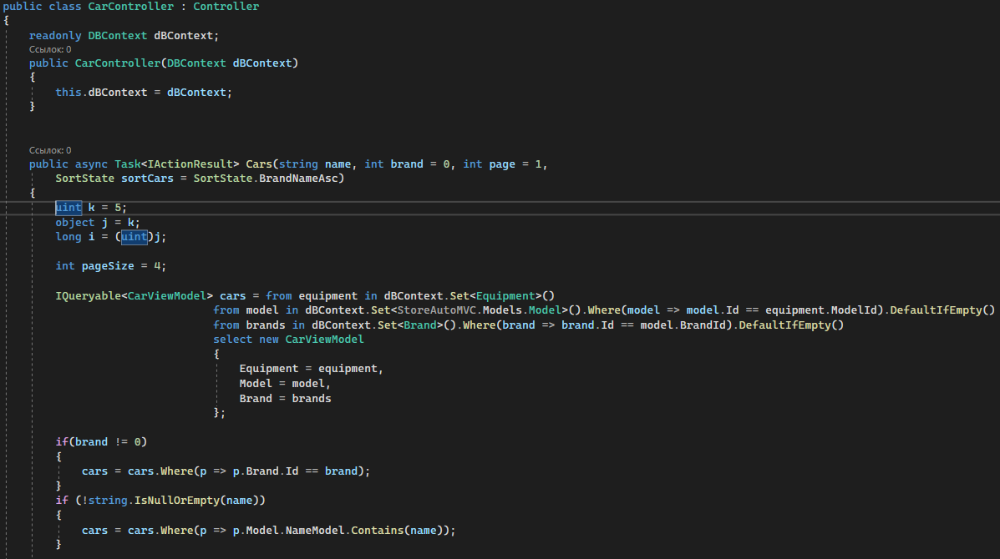 public class CarController : Controller
{
readonly DBContext dBContext;
Ссылок: 0
public CarController(DBContext dBContext)
{
this.dBContext = dBContext;
}
Ссылок: 0
public async Task<IActionResult> Cars(string name, int brand = 0, int page = 1,
SortState sortCars = SortState.BrandNameAsc)
{
uint k = 5;
object j = k;
long i = (uint)j;
int pageSize = 4;
IQueryable<CarViewModel> cars = from equipment in dBContext.Set<Equipment>()
from model in dBContext.Set<StoreAutoMVC.Models.Model>().Where(model => model.Id == equipment.ModelId).DefaultIfEmpty()
from brands in dBContext.Set<Brand>().Where(brand => brand.Id == model.BrandId).DefaultIfEmpty()
select new CarViewModel
{
Equipment = equipment,
Model = model,
Brand = brands
};
if(brand != 0)
{
cars = cars.Where(p => p.Brand.Id == brand);
}
if (!string.IsNullOrEmpty(name))
{
cars = cars.Where(p => p.Model.NameModel.Contains(name));
}